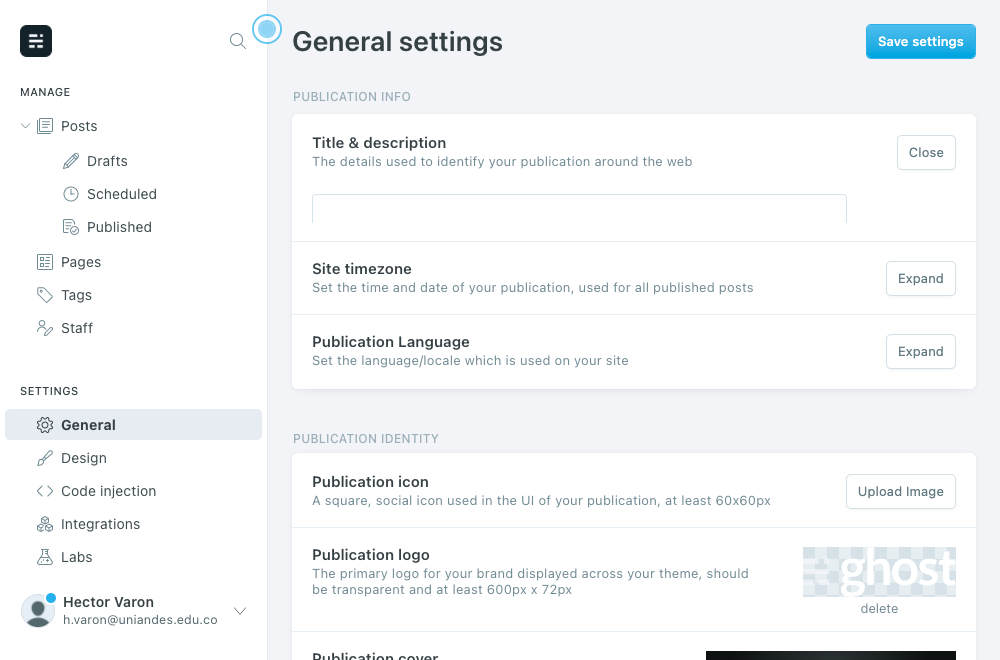 General settings
Save settings
MANAGE
Posts
Drafts
Scheduled
Published
Pages
Tags
Staff
SETTINGS
General
Design
Code injection
Integrations
Labs
Hector Varon
h.varon@uniandes.edu.co
PUBLICATION INFO
Title & description
The details used to identify your publication around the web
Close
Site timezone
Set the time and date of your publication, used for all published posts
Expand
Publication Language
Set the language/locale which is used on your site
Expand
PUBLICATION IDENTITY
Publication icon
A square, social icon used in the UI of your publication, at least 60x60px
Upload Image
Publication logo
The primary logo for your brand displayed across your theme, should
be transparent and at least 600px x 72px
ghost
delete
Publication cover